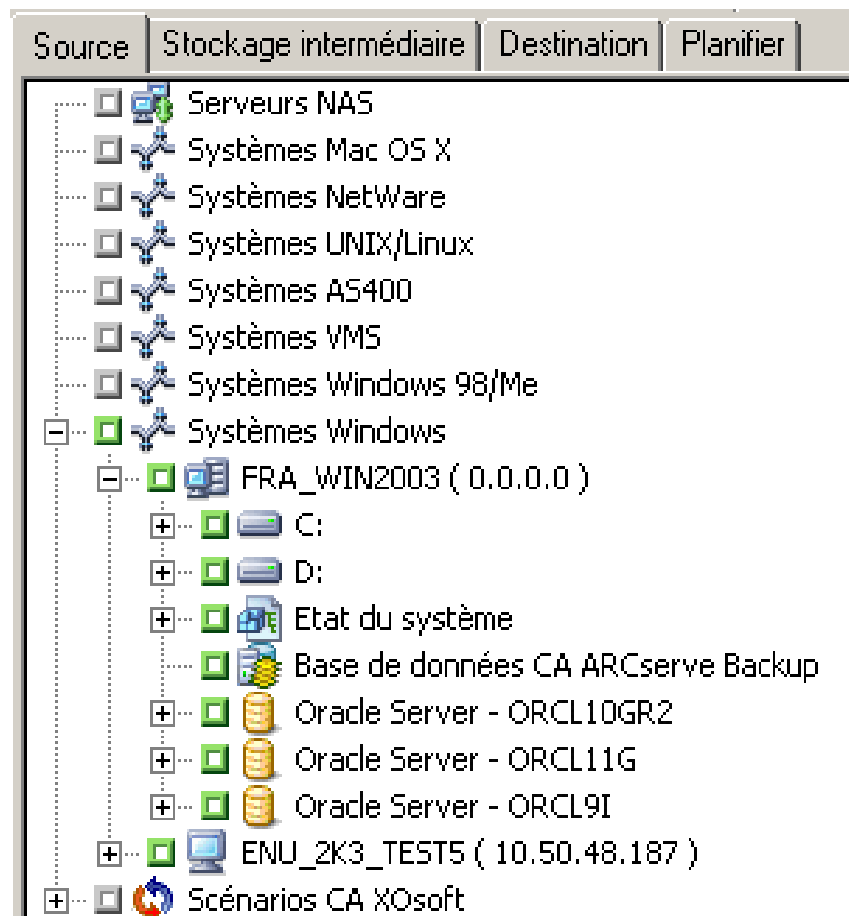 Source Stockage intermédiaire Destination Planifier
Serveurs NAS
Systèmes Mac OS X
Systèmes NetWare
Systèmes UNIX/Linux
Systèmes AS400
Systèmes VMS
Systèmes Windows 98/Me
Systèmes Windows
FRA_WIN2003 ( 0.0.0.0 )
C:
D:
Etat du système
Base de données CA ARCserve Backup
Oracle Server - ORCL10GR2
Oracle Server - ORCL11G
Oracle Server - ORCL9I
ENU_2K3_TEST5 ( 10.50.48.187 )
Scénarios CA XOsoft